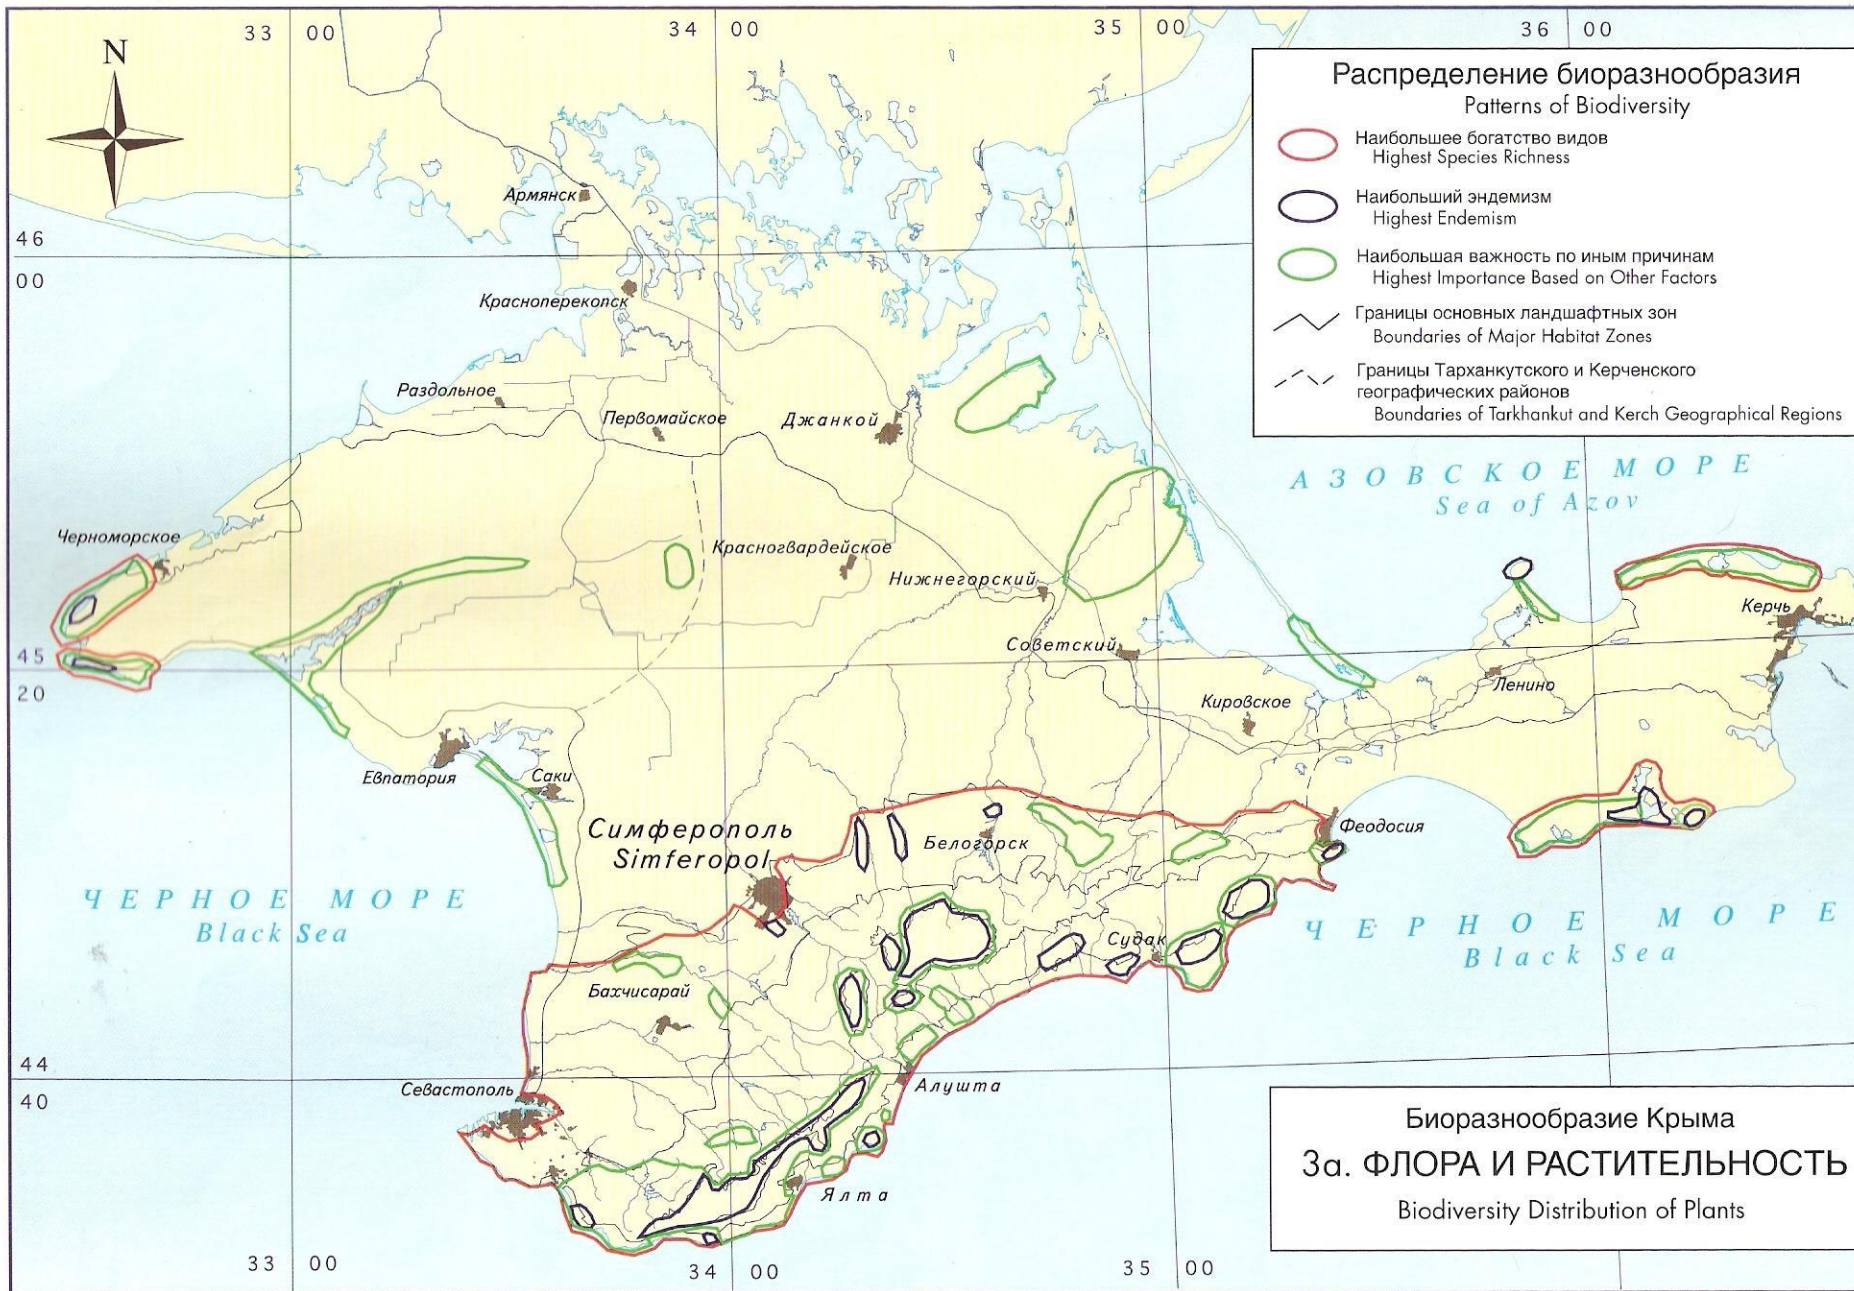 33 00
34 00
35 00
36 00
N
Распределение биоразнообразия
Patterns of Biodiversity
Наибольшее богатство видов
Highest Species Richness
Наибольший эндемизм
Highest Endemism
Наибольшая важность по иным причинам
Highest Importance Based on Other Factors
Границы основных ландшафтных зон
Boundaries of Major Habitat Zones
Границы Тарханкутского и Керченского
географических районов
Boundaries of Tarkhankut and Kerch Geographical Regions
Армянск
46
00
Красноперекопск
Раздольное
Первомайское
Джанкой
АЗОВСКОЕ МОРЕ
Sea of Azov
Черноморское
Красногвардейское
Нижнегорский
Керчь
Советский
45
20
Ленино
Кировское
Евпатория
Саки
Симферополь
Simferopol
Белогорск
Феодосия
ЧЕРНОЕ МОРЕ
Black Sea
Судак
ЧЕРНОЕ МОРЕ
Black Sea
Бахчисарай
44
40
Севастополь
Алушта
Ялта
Биоразнообразие Крыма
3а. ФЛОРА И РАСТИТЕЛЬНОСТЬ
Biodiversity Distribution of Plants
33 00
34 00
35 00